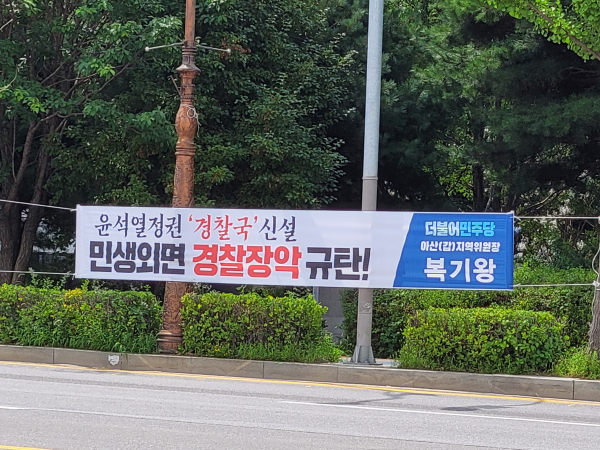 윤석열정권 '경찰국'신설
민생외면 경찰장악 규탄!
더불어민주당
아산(갑)지역위원장
복기왕